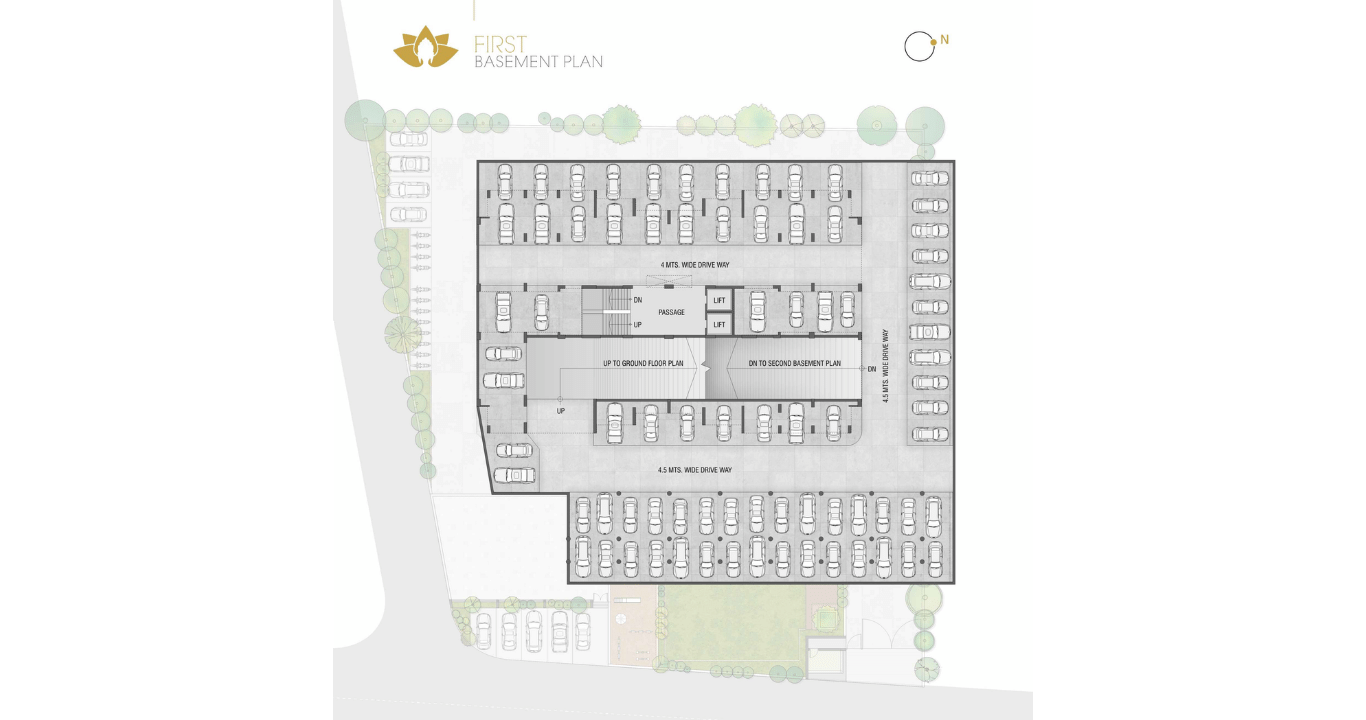 FIRST
BASEMENT PLAN
N
4 MTS. WIDE DRIVE WAY
DN
LIFT
PASSAGE
UP
LIFT
UP TO GROUND FLOOR PLAN
DN TO SECOND BASEMENT PLAN
DN
4.5 MTS. WIDE DRIVE WAY
UP
4.5 MTS. WIDE DRIVE WAY